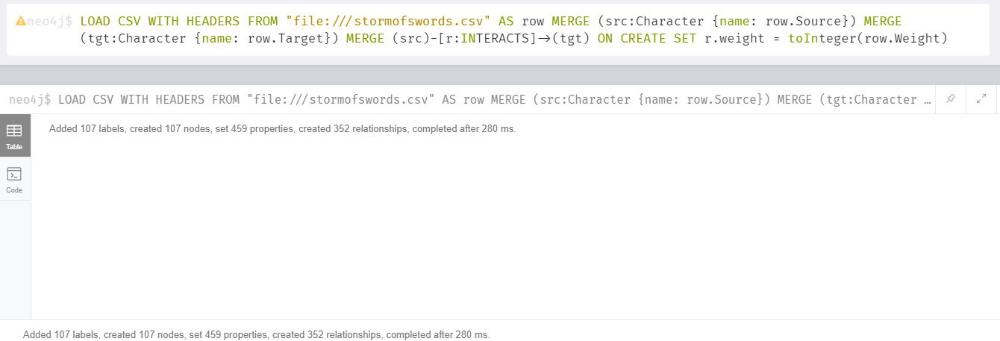 neo4j$ LOAD CSV WITH HEADERS FROM "file:///stormofswords.csv" AS row MERGE (src:Character {name: row.Source}) MERGE
(tgt:Character {name: row.Target}) MERGE (src)-[r:INTERACTS]->(tgt) ON CREATE SET r.weight = toInteger(row.Weight)
neo4j$ LOAD CSV WITH HEADERS FROM "file:///stormofswords.csv" AS row MERGE (src:Character {name: row.Source}) MERGE (tgt:Character …
Table
Added 107 labels, created 107 nodes, set 459 properties, created 352 relationships, completed after 280 ms.
Code
Added 107 labels, created 107 nodes, set 459 properties, created 352 relationships, completed after 280 ms.